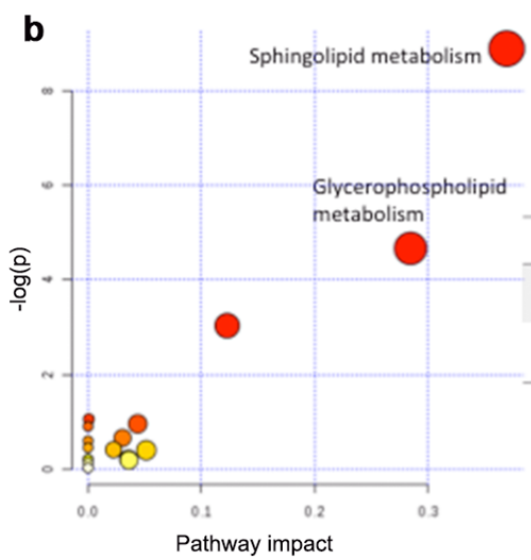 b
Sphingolipid metabolism
8
6
Glycerophospholipid
metabolism
-log(p)
4
2
0
0.0 0.1 0.2 0.3
Pathway impact